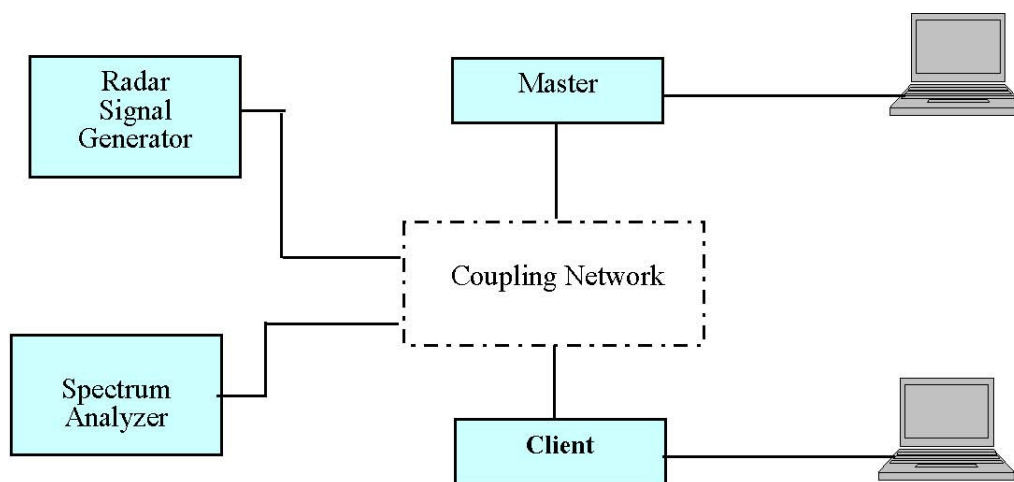 Radar
Signal
Generator
Master
Coupling Network
Spectrum
Analyzer
Client